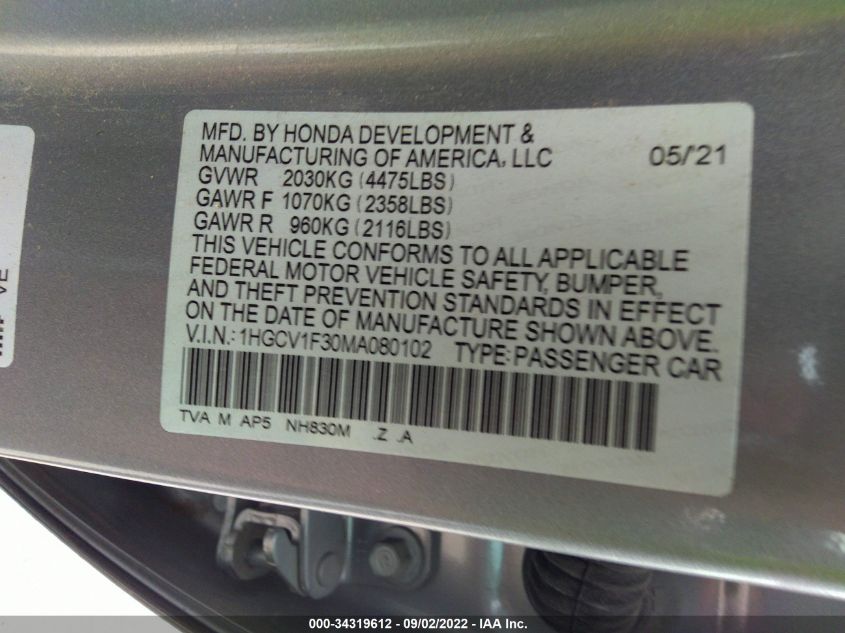 MFD. BY HONDA DEVELOPMENT &
MANUFACTURING OF AMERICA, LLC 05/'21
GVWR 2030KG (4475LBS)
GAWR F 1070KG (2358LBS)
GAWR R 960KG (2116LBS)
THIS VEHICLE CONFORMS TO ALL APPLICABLE
FEDERAL MOTOR VEHICLE SAFETY, BUMPER,
AND THEFT PREVENTION STANDARDS IN EFFECT
ON THE DATE OF MANUFACTURE SHOWN ABOVE.
V.I.N.: 1HGCV1F30MA080102 TYPE: PASSENGER CAR
TVA M AP5 NH830M .Z .A
VE
000-34319612 - 09/02/2022 - IAA Inc.